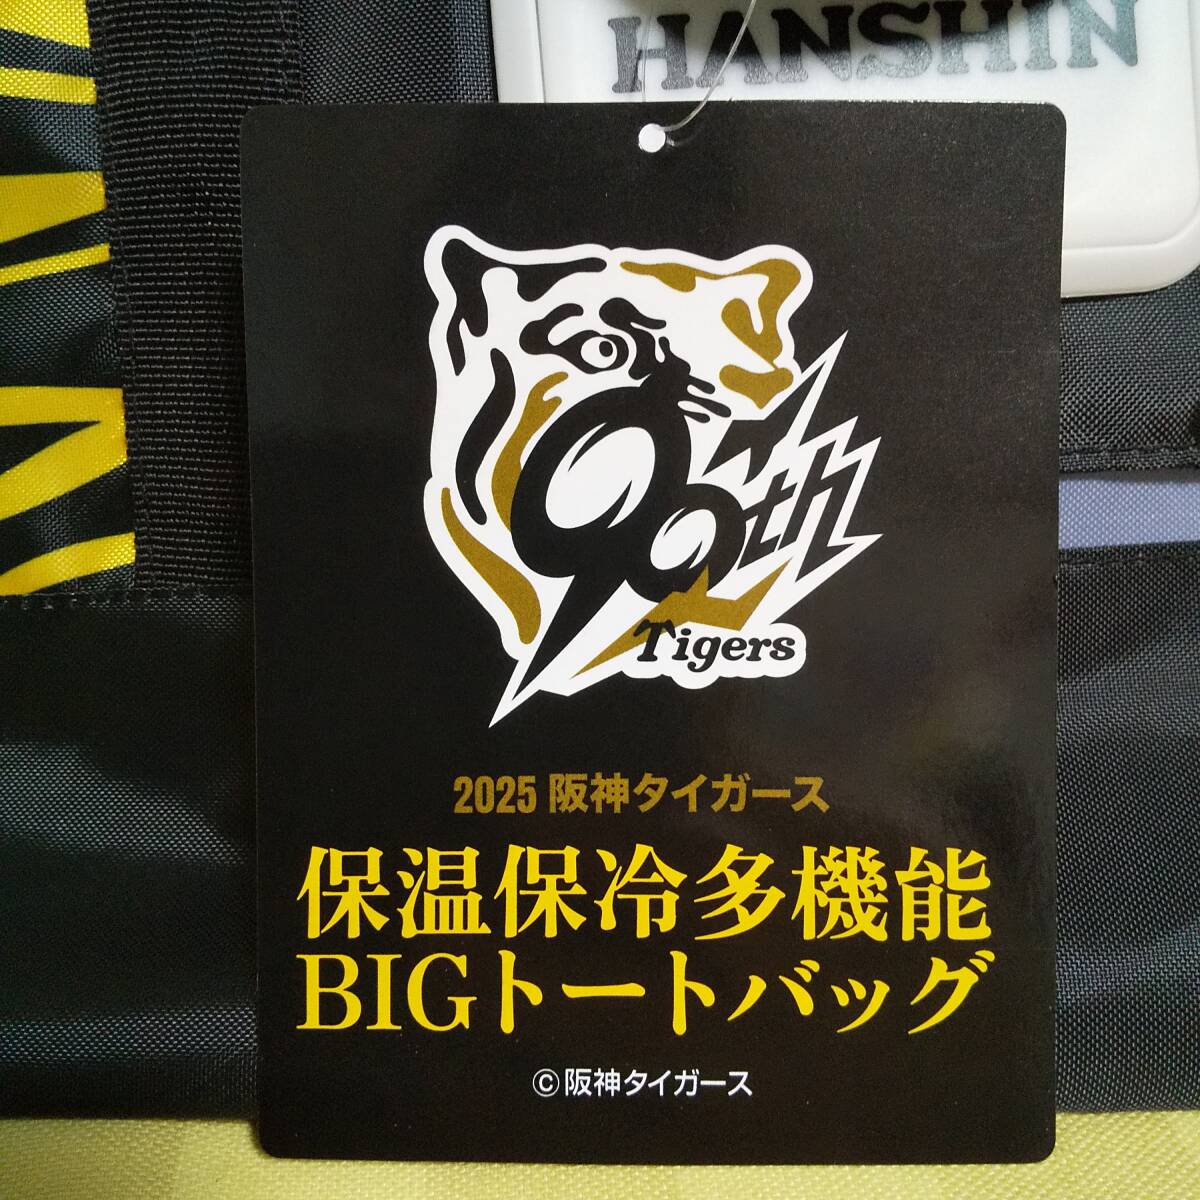 HANSHIN
90th
Tigers
2025 阪神タイガース
保温保冷多機能
BIGトートバッグ
©阪神タイガース